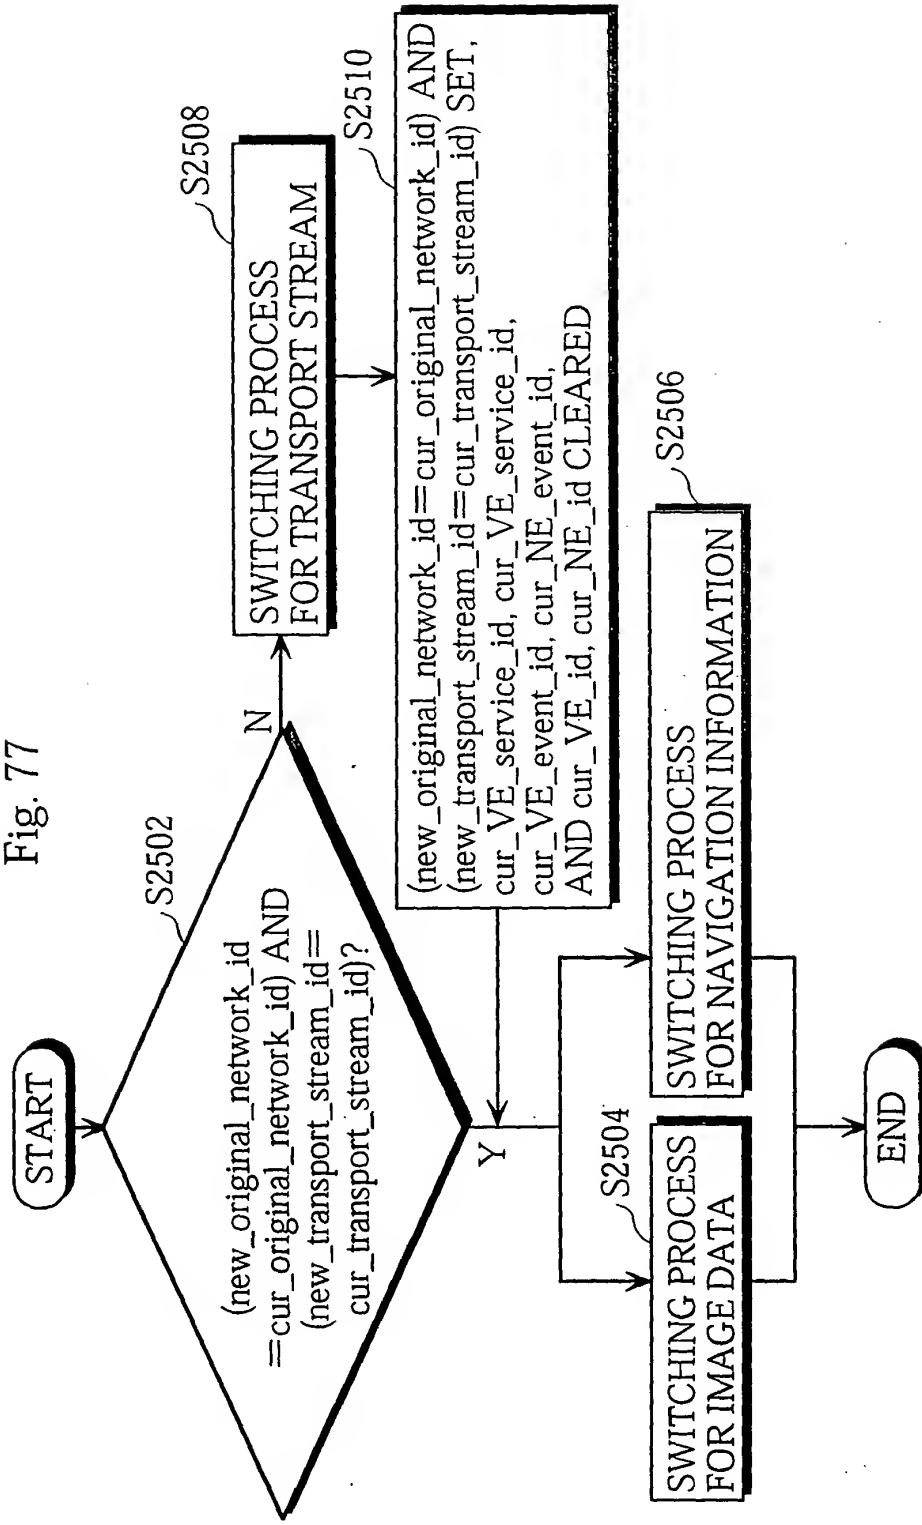 Fig. 77
START
S2502
(new_original_network_id
=cur_original_network_id) AND
(new_transport_stream_id=
cur_transport_stream_id)?
N
S2508
SWITCHING PROCESS
FOR TRANSPORT STREAM
S2510
(new_original_network_id=cur_original_network_id) AND
(new_transport_stream_id=cur_transport_stream_id) SET,
cur_VE_service_id, cur_VE_service_id,
cur_VE_event_id, cur_NE_event_id,
AND cur_VE_id, cur_NE_id CLEARED
Y
S2504
SWITCHING PROCESS
FOR IMAGE DATA
S2506
SWITCHING PROCESS
FOR NAVIGATION INFORMATION
END